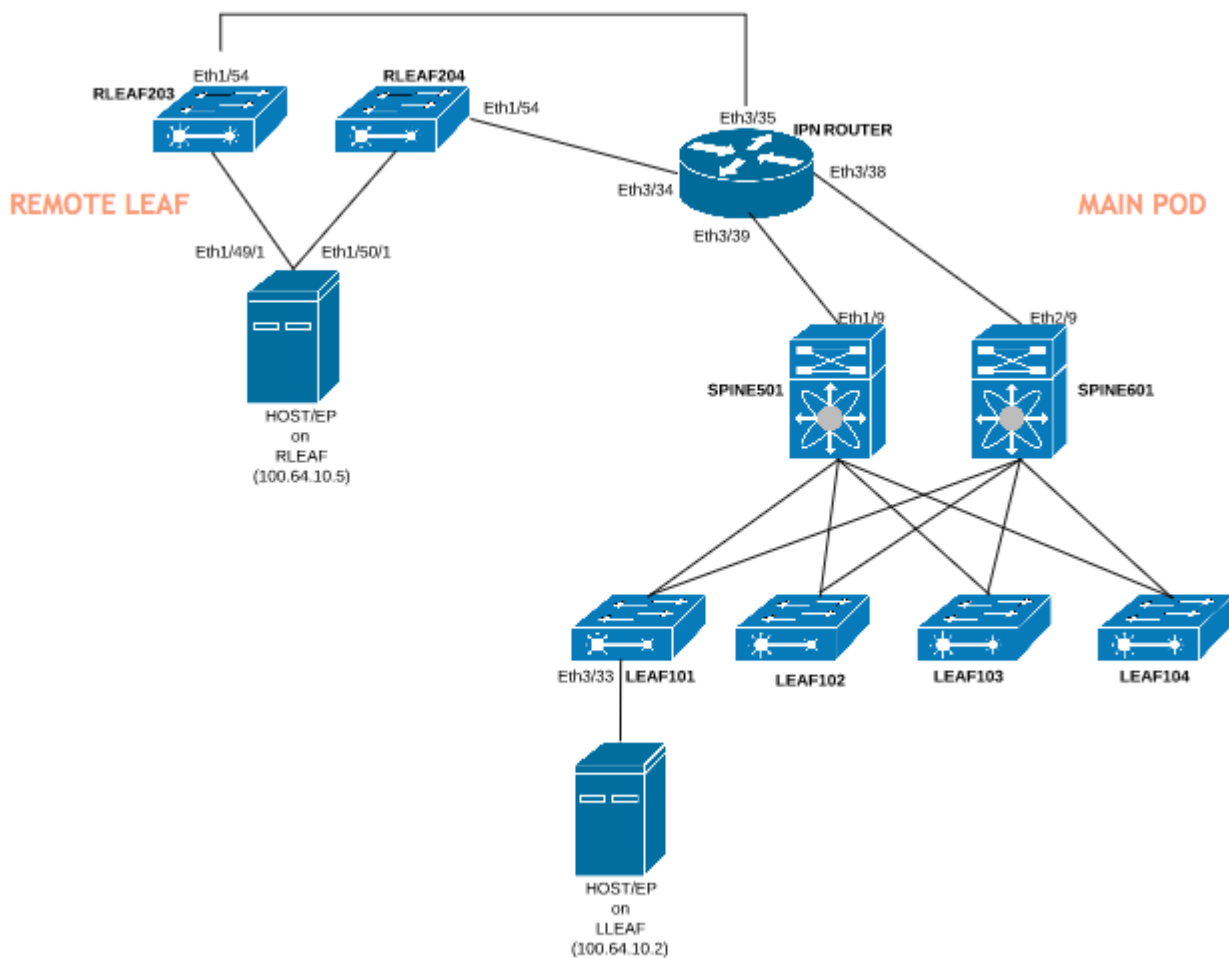 Eth1/54
RLEAF203
RLEAF204
Eth1/54
Eth3/35
IPN ROUTER
Eth3/34
Eth3/38
Eth3/39
REMOTE LEAF
MAIN POD
Eth1/49/1
Eth1/50/1
HOST/EP
on
RLEAF
(100.64.10.5)
Eth1/9
Eth2/9
SPINE501
SPINE601
Eth3/33
LEAF101
LEAF102
LEAF103
LEAF104
HOST/EP
on
LLEAF
(100.64.10.2)